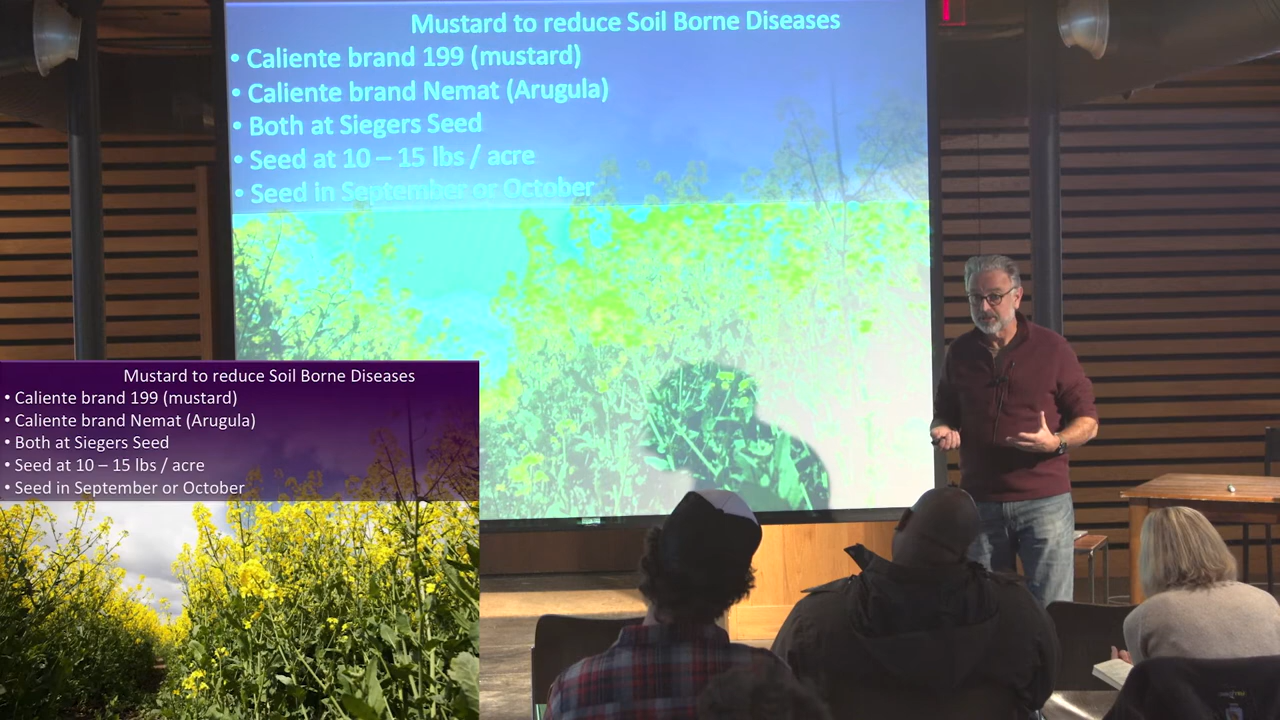 Mustard to reduce Soil Borne Diseases
• Caliente brand 199 (mustard)
• Caliente brand Nemat (Arugula)
• Both at Siegers Seed
• Seed at 10 – 15 lbs / acre
• Seed in September or October
Mustard to reduce Soil Borne Diseases
• Caliente brand 199 (mustard)
• Caliente brand Nemat (Arugula)
• Both at Siegers Seed
• Seed at 10 – 15 lbs / acre
• Seed in September or October